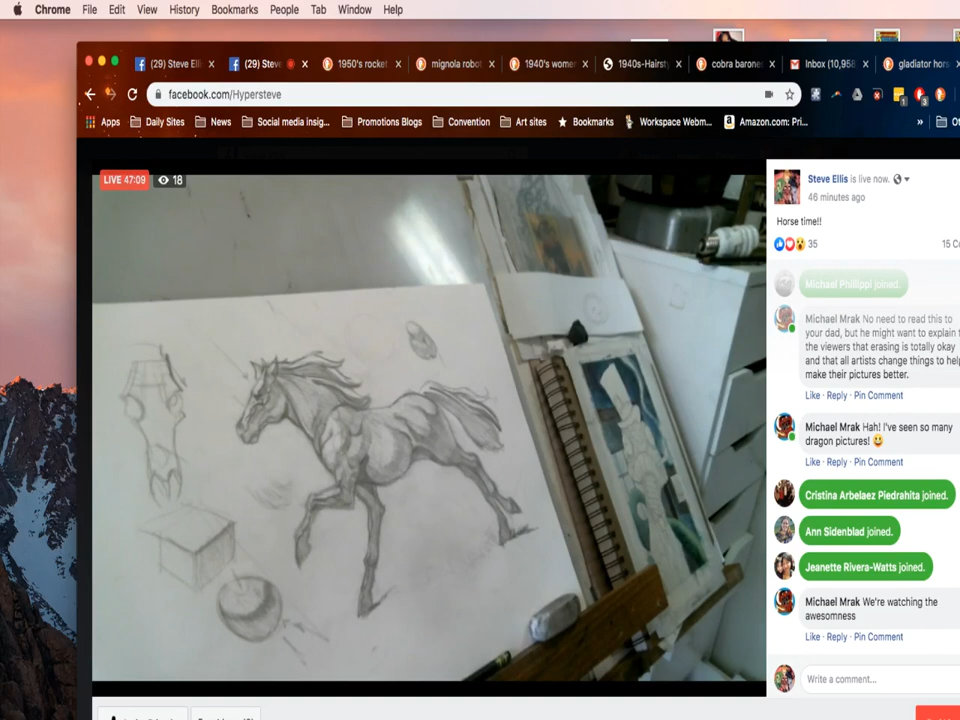 Chrome File Edit View History Bookmarks People Tab Window Help
(29) Steve Elli (29) Steve 1950's rocket mignola robot 1940's wome 1940s-Hairsty cobra barone Inbox (10,958 gladiator hors
facebook.com/Hypersteve
Apps Daily Sites News Social media insig... Promotions Blogs Convention Art sites Bookmarks Workspace Webm... Amazon.com: Pri... »
LIVE 47:09 18
Steve Ellis is live now.
46 minutes ago
Horse time!!
35 15 Co
Michael Phillippi joined.
Michael Mrak No need to read this to
your dad, but he might want to explain t
the viewers that erasing is totally okay
and that all artists change things to help
make their pictures better.
Like · Reply · Pin Comment
Michael Mrak Hah! I've seen so many
dragon pictures! 😃
Like · Reply · Pin Comment
Cristina Arbelaez Piedrahita joined.
Ann Sidenblad joined.
Jeanette Rivera-Watts joined.
Michael Mrak We're watching the
awesomness
Like · Reply · Pin Comment
Write a comment...